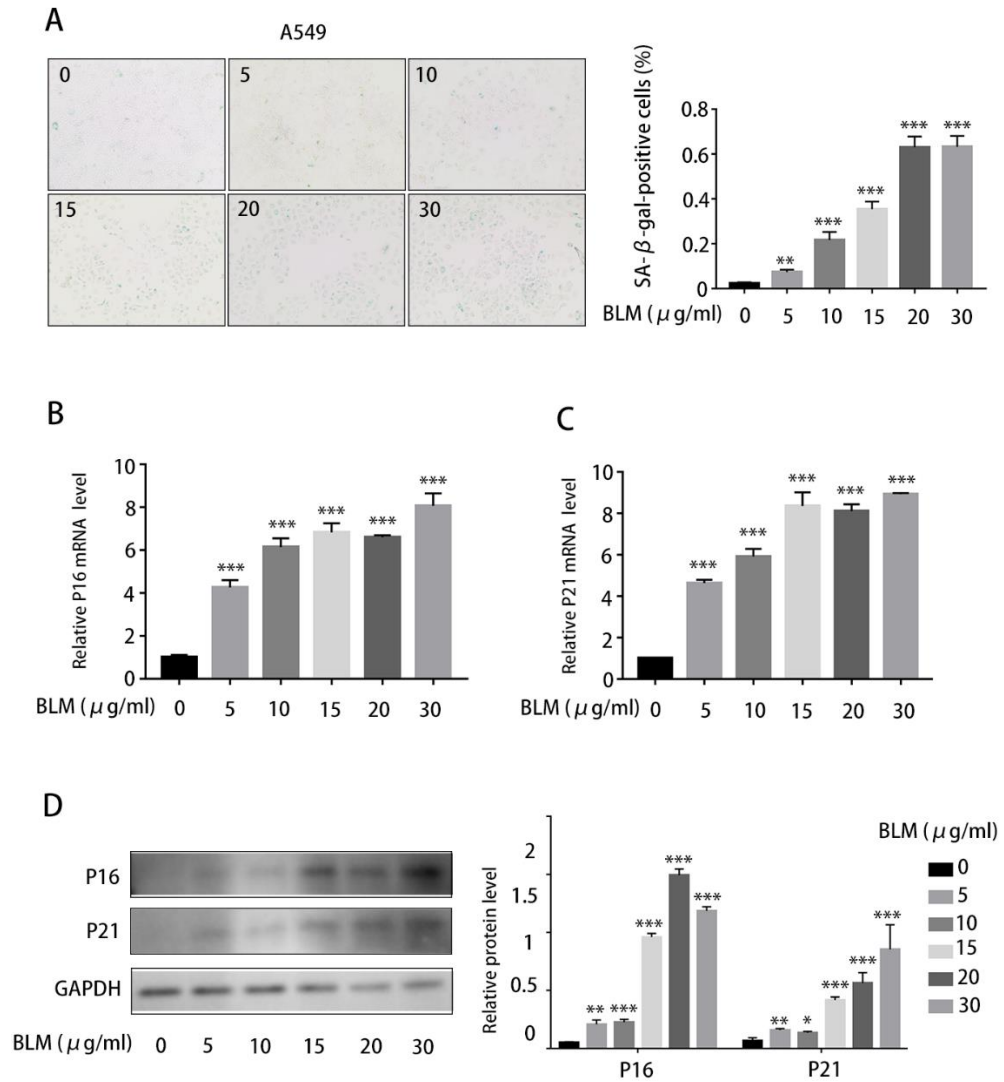 A
A549
0
5
10
15
20
30
SA-β-gal-positive cells (%)
0.8
0.6
0.4
0.2
0
** *** *** *** ***
BLM (μg/ml) 0 5 10 15 20 30
B
Relative P16 mRNA level
10
8
6
4
2
0
*** *** *** *** ***
BLM (μg/ml) 0 5 10 15 20 30
C
Relative P21 mRNA level
10
8
6
4
2
0
*** *** *** *** ***
BLM (μg/ml) 0 5 10 15 20 30
D
P16
P21
GAPDH
BLM (μg/ml) 0 5 10 15 20 30
Relative protein level
2
1.5
1
0.5
0
** *** *** *** ***
** * *** *** ***
P16 P21
BLM (μg/ml)
0
5
10
15
20
30